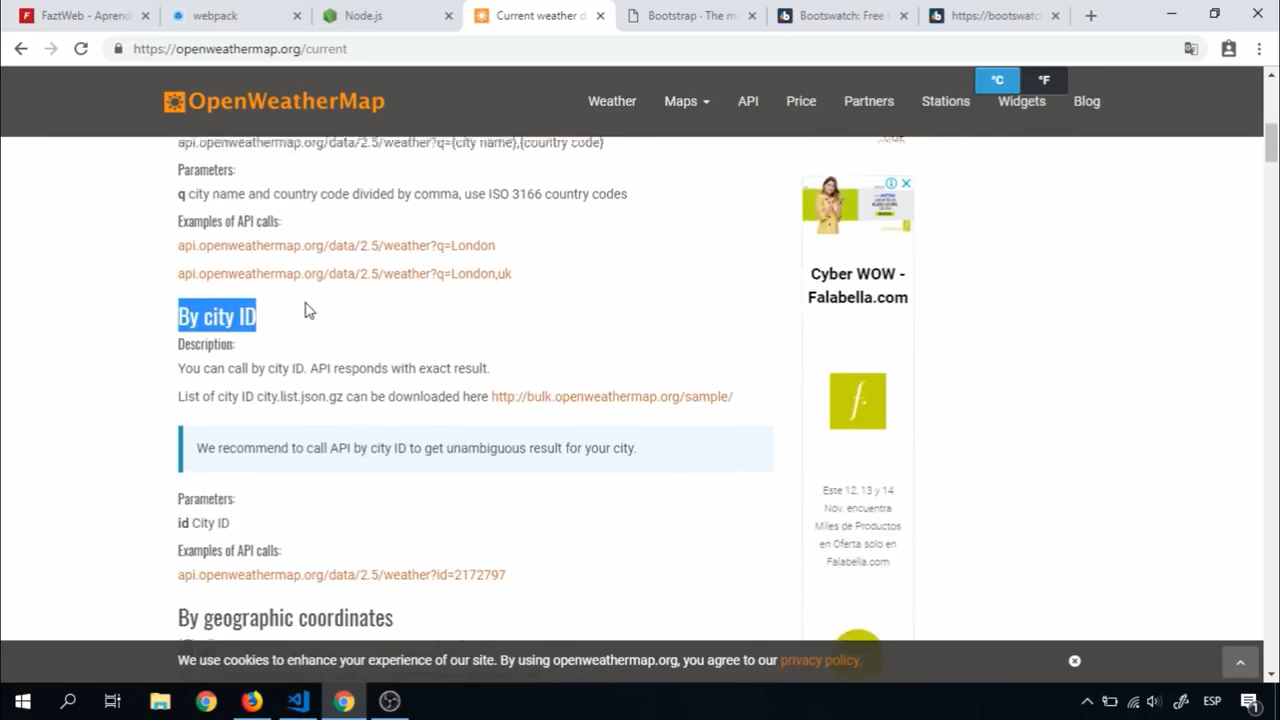 FaztWeb - Aprend
webpack
Node.js
Current weather d
Bootstrap - The m
Bootswatch: Free t
https://bootswatc
https://openweathermap.org/current
OpenWeatherMap
°C °F
Weather Maps API Price Partners Stations Widgets Blog
api.openweathermap.org/data/2.5/weather?q={city name},{country code}
Parameters:
q city name and country code divided by comma, use ISO 3166 country codes
Examples of API calls:
api.openweathermap.org/data/2.5/weather?q=London
api.openweathermap.org/data/2.5/weather?q=London,uk
By city ID
Description:
You can call by city ID. API responds with exact result.
List of city ID city.list.json.gz can be downloaded here http://bulk.openweathermap.org/sample/
We recommend to call API by city ID to get unambiguous result for your city.
Parameters:
id City ID
Examples of API calls:
api.openweathermap.org/data/2.5/weather?id=2172797
By geographic coordinates
Cyber WOW -
Falabella.com
f.
Este 12, 13 y 14
Nov. encuentra
Miles de Productos
en Oferta solo en
Falabella.com
We use cookies to enhance your experience of our site. By using openweathermap.org, you agree to our privacy policy.
ESP
1